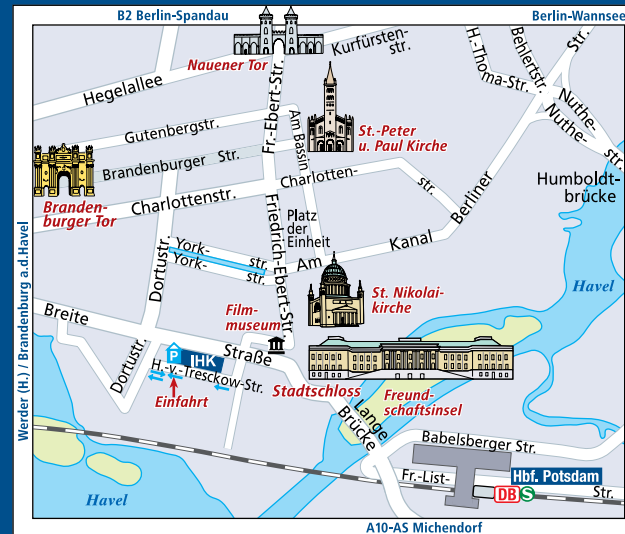 B2 Berlin-Spandau
Berlin-Wannsee
Nauener Tor
Kurfürsten-
str.
H.-Tho-
ma-Str.
Behlertstr.
Str.
Hegelallee
Fr.-Ebert-Str.
Nuthe-
Nuthe-
str.
Gutenbergstr.
Am Bassin
St.-Peter
u. Paul Kirche
Brandenburger Str.
Charlotten-
str.
Berliner
Humboldt-
brücke
Branden-
burger Tor
Charlottenstr.
Platz
der
Einheit
Friedrich-Ebert-Str.
York-
str.
York-
str.
Am
Kanal
Dortustr.
Havel
St. Nikolai-
kirche
Film-
museum
Breite
Straße
P
IHK
H.-v.-Tresckow-Str.
Dortustr.
Einfahrt
Stadtschloss
Freund-
schaftsinsel
Lange
Brücke
Babelsberger Str.
Fr.-List-
Str.
Hbf. Potsdam
DB
S
Havel
Werder (H.) / Brandenburg a.d.Havel
A10-AS Michendorf